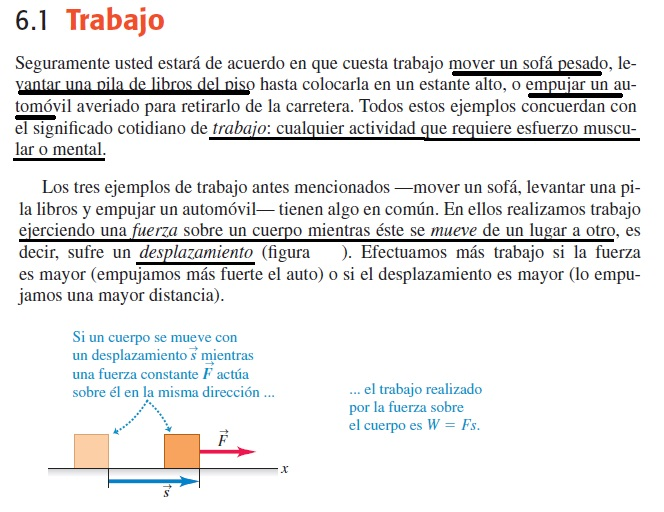 6.1 Trabajo
Seguramente usted estará de acuerdo en que cuesta trabajo mover un sofá pesado, le-
vantar una pila de libros del piso hasta colocarla en un estante alto, o empujar un au-
tomóvil averiado para retirarlo de la carretera. Todos estos ejemplos concuerdan con
el significado cotidiano de trabajo: cualquier actividad que requiere esfuerzo muscu-
lar o mental.
Los tres ejemplos de trabajo antes mencionados —mover un sofá, levantar una pi-
la libros y empujar un automóvil— tienen algo en común. En ellos realizamos trabajo
ejerciendo una fuerza sobre un cuerpo mientras éste se mueve de un lugar a otro, es
decir, sufre un desplazamiento (figura ). Efectuamos más trabajo si la fuerza
es mayor (empujamos más fuerte el auto) o si el desplazamiento es mayor (lo empu-
jamos una mayor distancia).
Si un cuerpo se mueve con
un desplazamiento s⃗ mientras
una fuerza constante F⃗ actúa
sobre él en la misma dirección ...
... el trabajo realizado
por la fuerza sobre
el cuerpo es W = Fs.
F⃗
x
s⃗